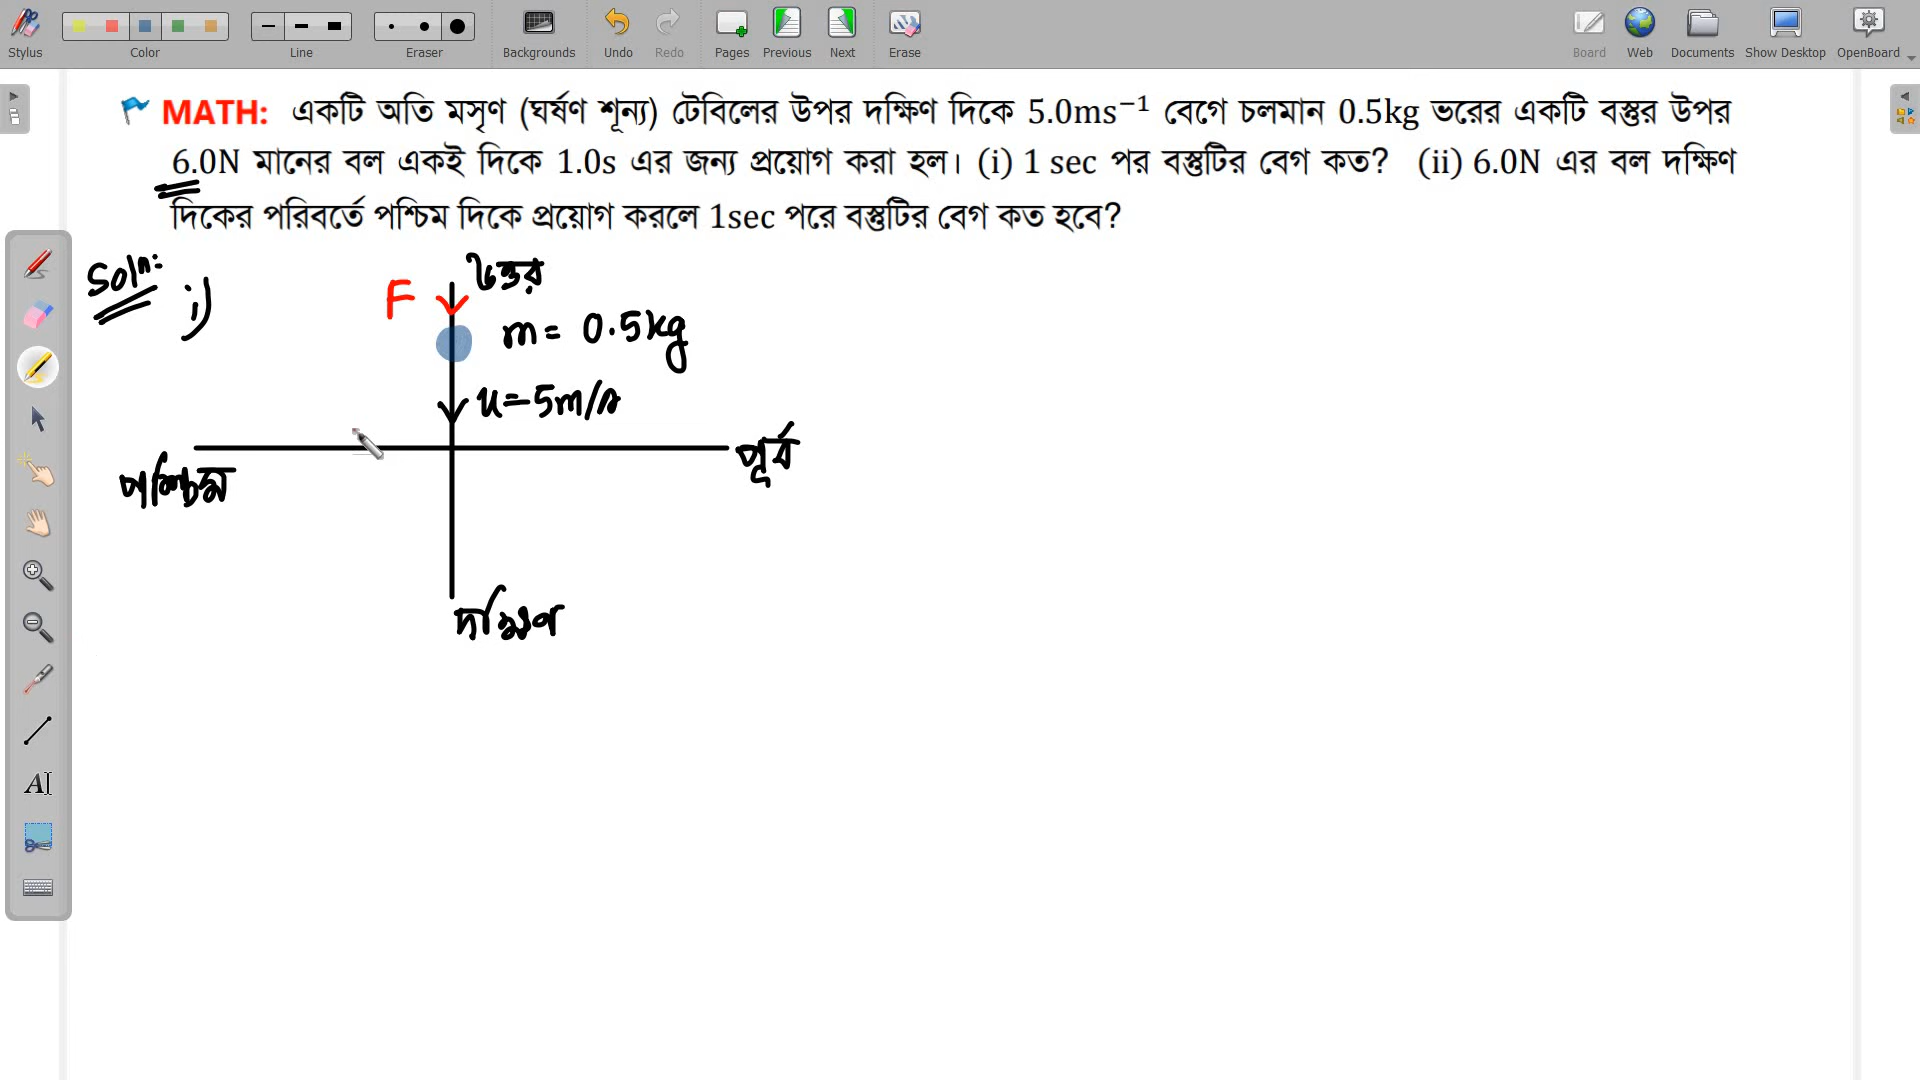 Stylus Color Line Eraser Backgrounds Undo Redo Pages Previous Next Erase Board Web Documents Show Desktop OpenBoard
MATH: একটি অতি মসৃণ (ঘর্ষণ শূন্য) টেবিলের উপর দক্ষিণ দিকে 5.0ms⁻¹ বেগে চলমান 0.5kg ভরের একটি বস্তুর উপর
6.0N মানের বল একই দিকে 1.0s এর জন্য প্রয়োগ করা হল। (i) 1 sec পর বস্তুটির বেগ কত? (ii) 6.0N এর বল দক্ষিণ
দিকের পরিবর্তে পশ্চিম দিকে প্রয়োগ করলে 1sec পরে বস্তুটির বেগ কত হবে?
Solⁿ: i)
উত্তর
F
m = 0.5kg
u=5m/s
পূর্ব
পশ্চিম
দক্ষিণ
AI